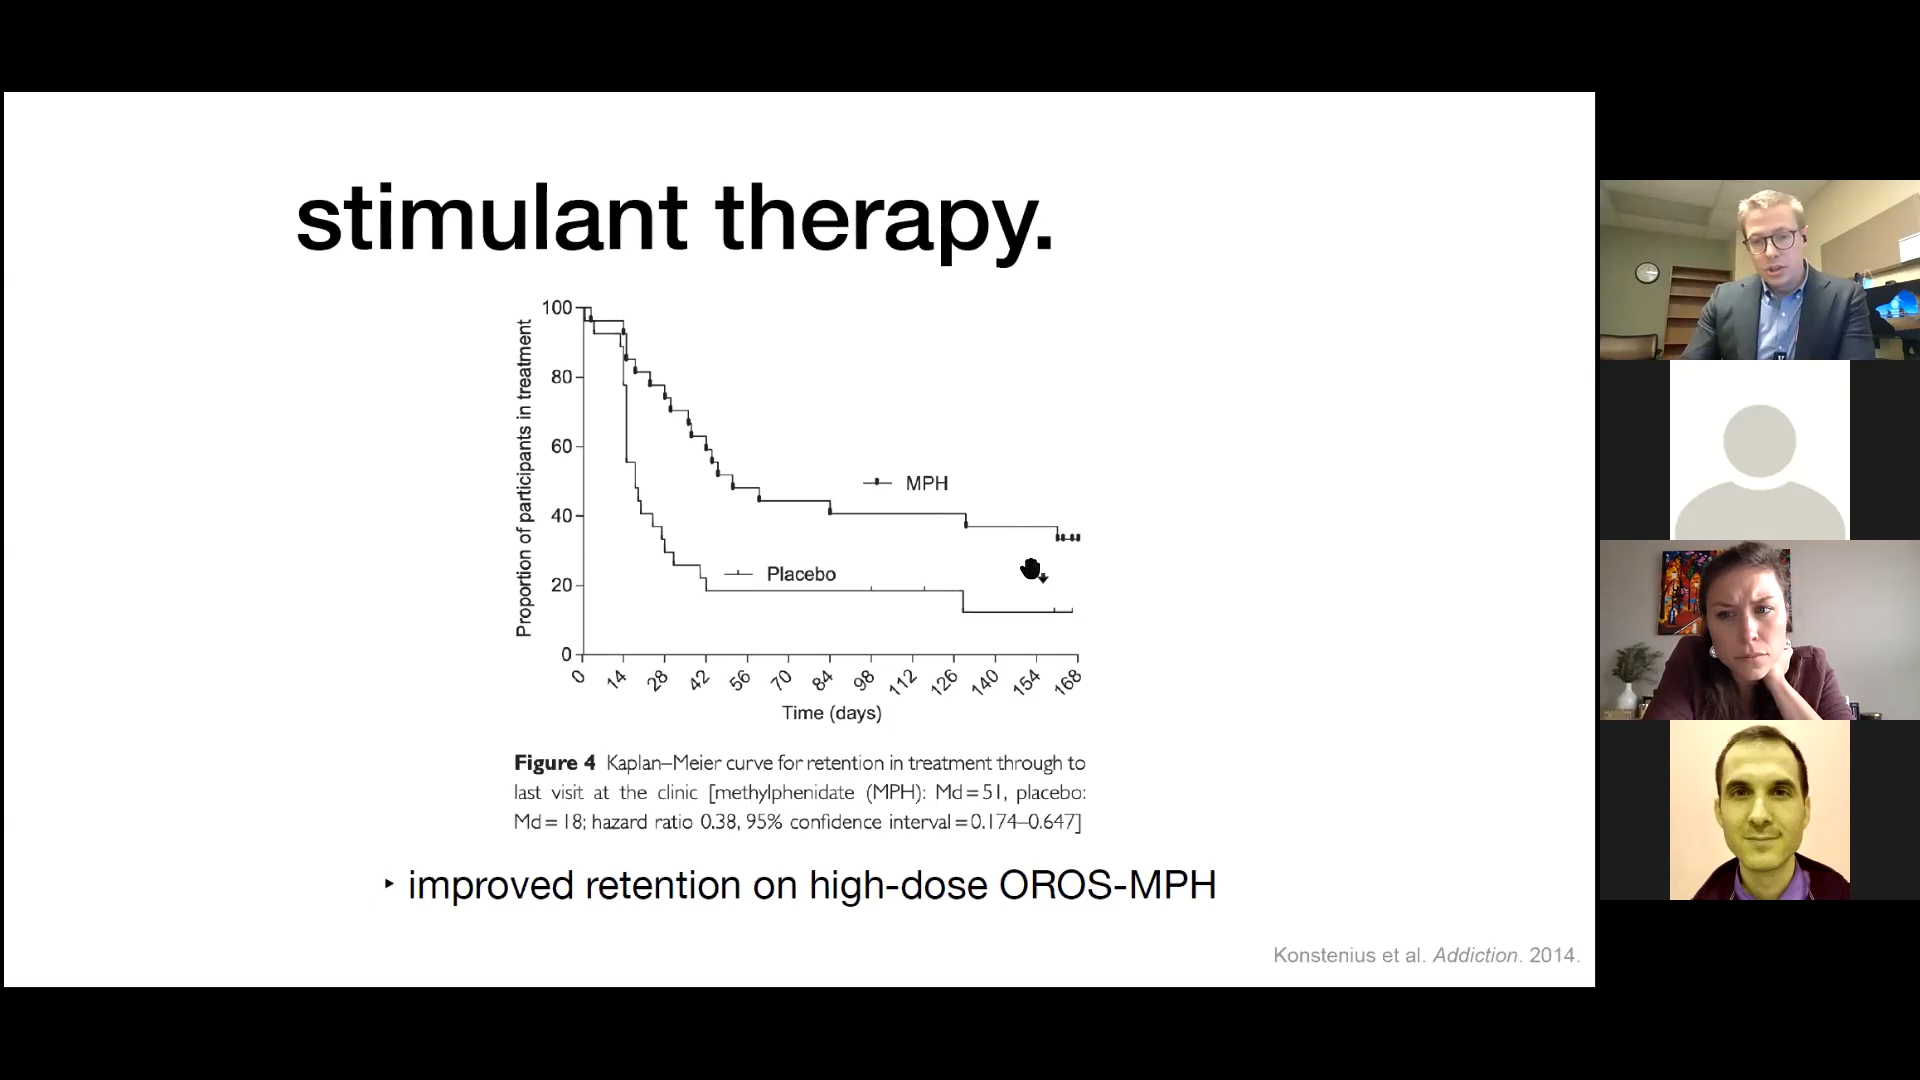 stimulant therapy.
Proportion of participants in treatment
100
80
60
40
20
0
MPH
Placebo
0 14 28 42 56 70 84 98 112 126 140 154 168
Time (days)
Figure 4 Kaplan–Meier curve for retention in treatment through to
last visit at the clinic [methylphenidate (MPH): Md=51, placebo:
Md=18; hazard ratio 0.38, 95% confidence interval=0.174–0.647]
‣ improved retention on high-dose OROS-MPH
Konstenius et al. Addiction. 2014.